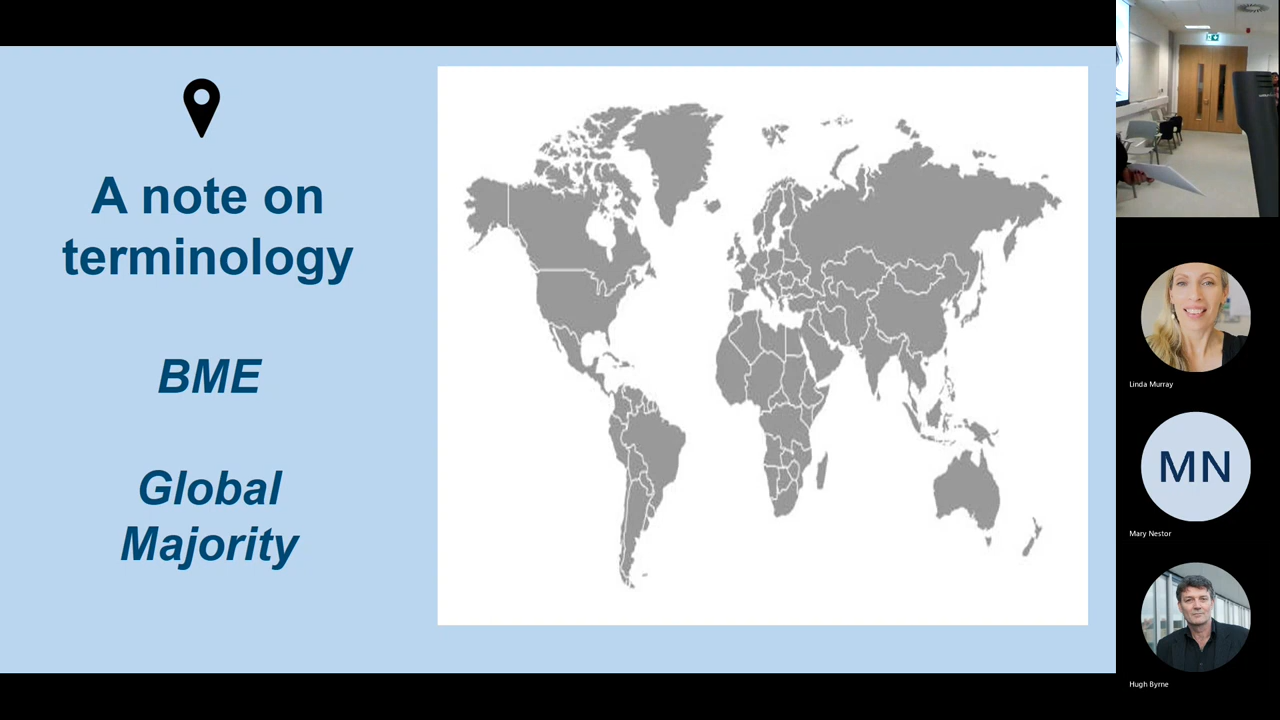 A note on
terminology
BME
Global
Majority
Linda Murray
MN
Mary Nestor
Hugh Byrne